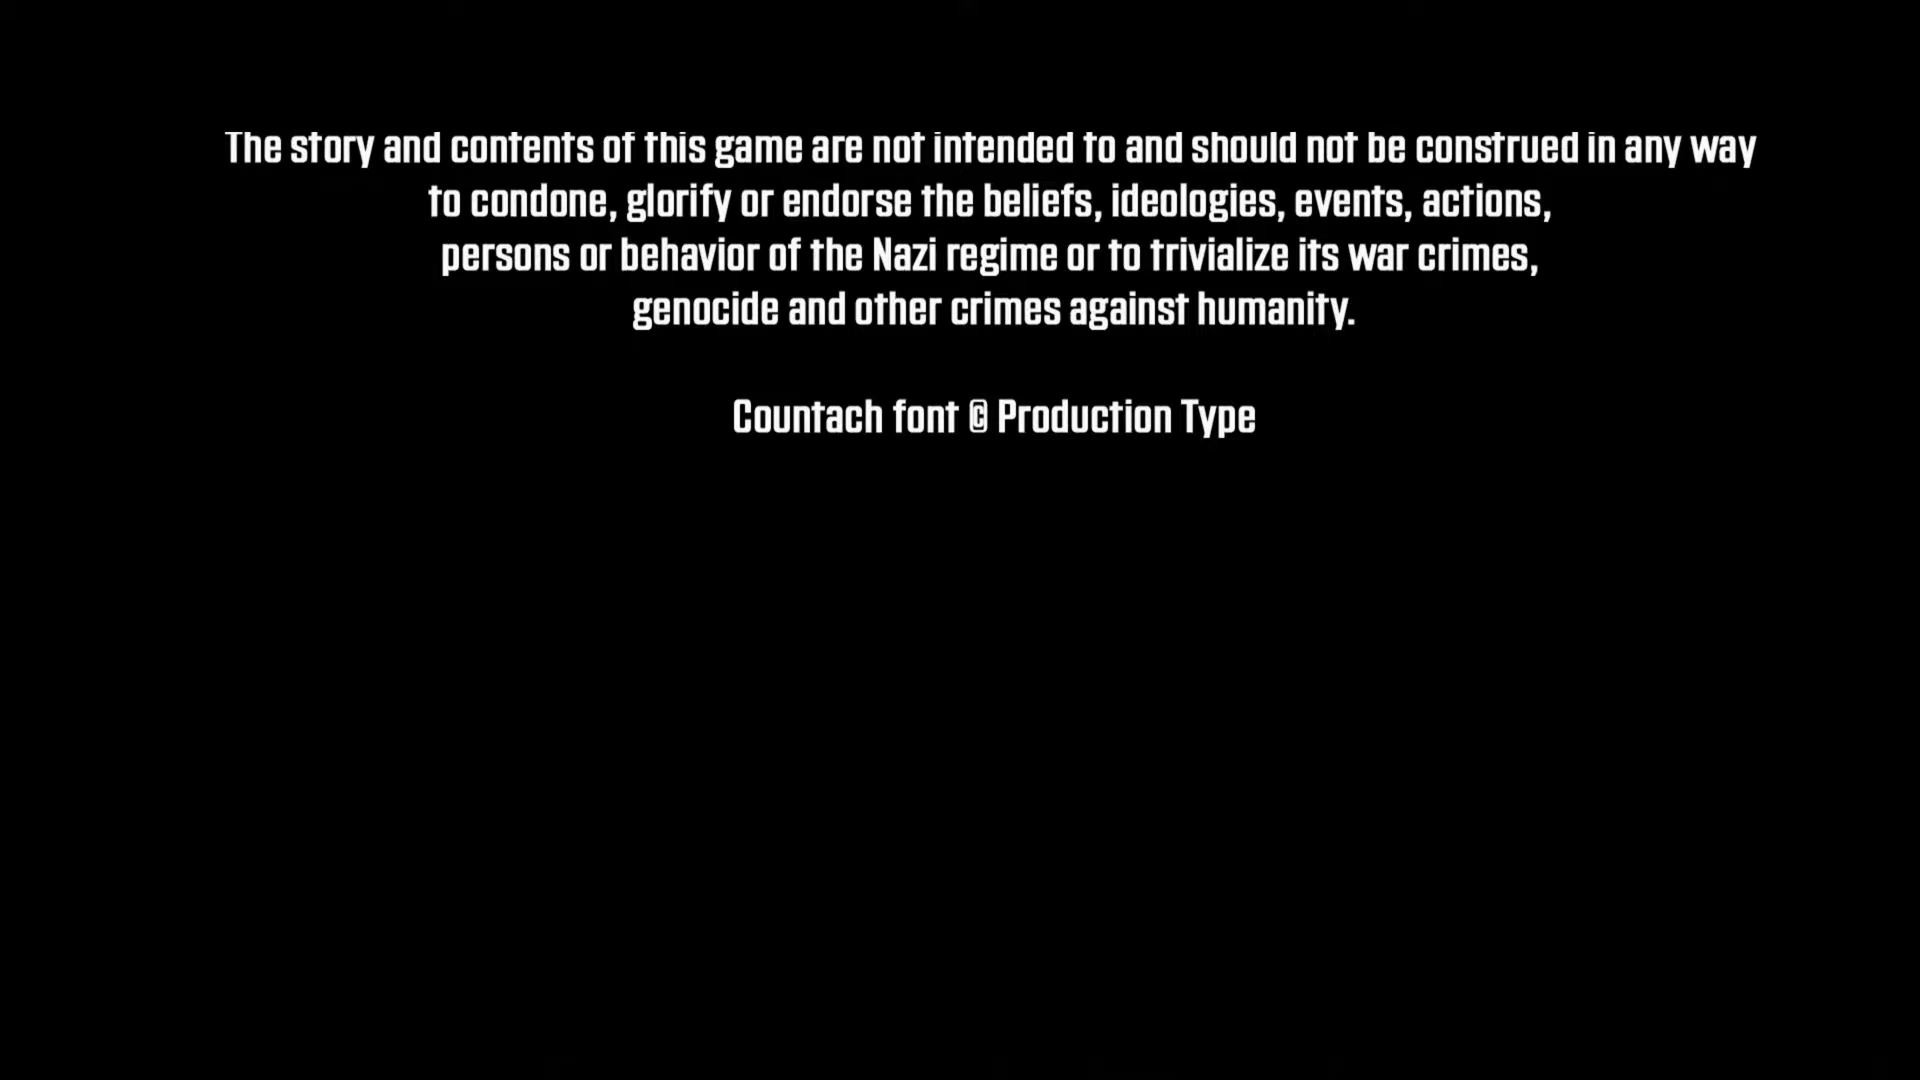 The story and contents of this game are not intended to and should not be construed in any way
to condone, glorify or endorse the beliefs, ideologies, events, actions,
persons or behavior of the Nazi regime or to trivialize its war crimes,
genocide and other crimes against humanity.
Countach font © Production Type